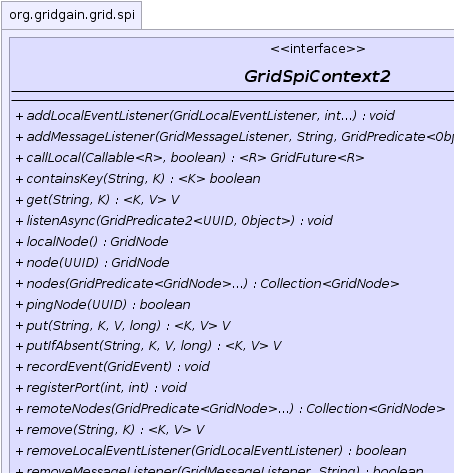 org.gridgain.grid.spi
<<interface>>
GridSpiContext2
+ addLocalEventListener(GridLocalEventListener, int...) : void
+ addMessageListener(GridMessageListener, String, GridPredicate<Obj
+ callLocal(Callable<R>, boolean) : <R> GridFuture<R>
+ containsKey(String, K) : <K> boolean
+ get(String, K) : <K, V> V
+ listenAsync(GridPredicate2<UUID, Object>) : void
+ localNode() : GridNode
+ node(UUID) : GridNode
+ nodes(GridPredicate<GridNode>...) : Collection<GridNode>
+ pingNode(UUID) : boolean
+ put(String, K, V, long) : <K, V> V
+ putIfAbsent(String, K, V, long) : <K, V> V
+ recordEvent(GridEvent) : void
+ registerPort(int, int) : void
+ remoteNodes(GridPredicate<GridNode>...) : Collection<GridNode>
+ remove(String, K) : <K, V> V
+ removeLocalEventListener(GridLocalEventListener) : boolean
+ removeMessageListener(GridMessageListener, String) : boolean